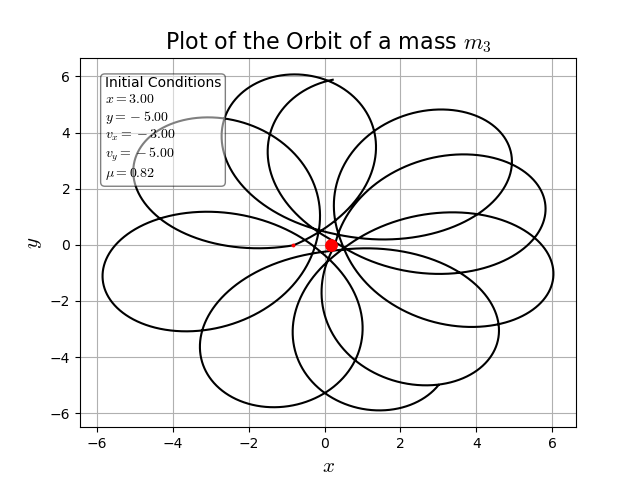 Plot of the Orbit of a mass m₃
Initial Conditions
x = 3.00
y = − 5.00
vₓ = − 3.00
v_y = − 5.00
μ = 0.82
6
4
2
0
−2
−4
−6
y
−6 −4 −2 0 2 4 6
x